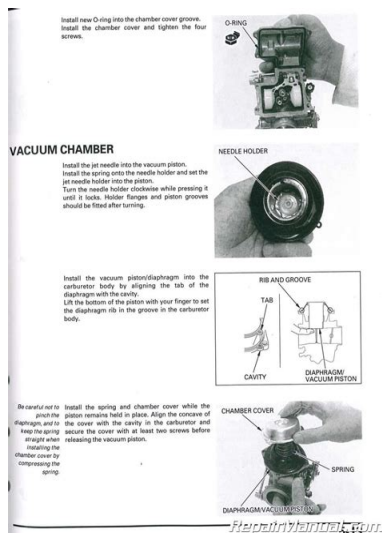 Install new O-ring into the chamber cover groove.
Install the chamber cover and tighten the four
screws.
O-RING
VACUUM CHAMBER
Install the jet needle into the vacuum piston.
Install the spring onto the needle holder and set the
jet needle holder into the piston.
Turn the needle holder clockwise while pressing it
until it locks. Holder flanges and piston grooves
should be fitted after turning.
NEEDLE HOLDER
Install the vacuum piston/diaphragm into the
carburetor body by aligning the tab of the
diaphragm with the cavity.
Lift the bottom of the piston with your finger to set
the diaphragm rib in the groove in the carburetor
body.
RIB AND GROOVE
TAB
CAVITY
DIAPHRAGM/
VACUUM PISTON
Be careful not to
pinch the
diaphragm, and to
keep the spring
straight when
installing the
chamber cover by
compressing the
spring.
Install the spring and chamber cover while the
piston remains held in place. Align the concave of
the cover with the cavity in the carburetor and
secure the cover with at least two screws before
releasing the vacuum piston.
CHAMBER COVER
SPRING
DIAPHRAGM/VACUUM PISTON
RepairManual.com